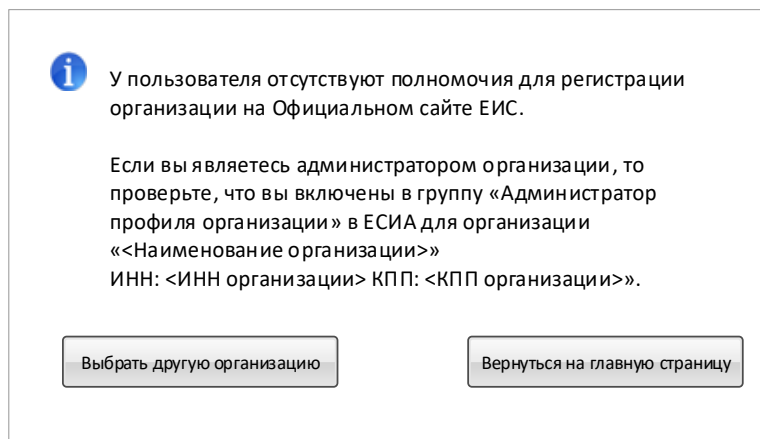 У пользователя отсутствуют полномочия для регистрации
организации на Официальном сайте ЕИС.
Если вы являетесь администратором организации, то
проверьте, что вы включены в группу «Администратор
профиля организации» в ЕСИА для организации
«<Наименование организации>»
ИНН: <ИНН организации> КПП: <КПП организации>».
Выбрать другую организацию
Вернуться на главную страницу